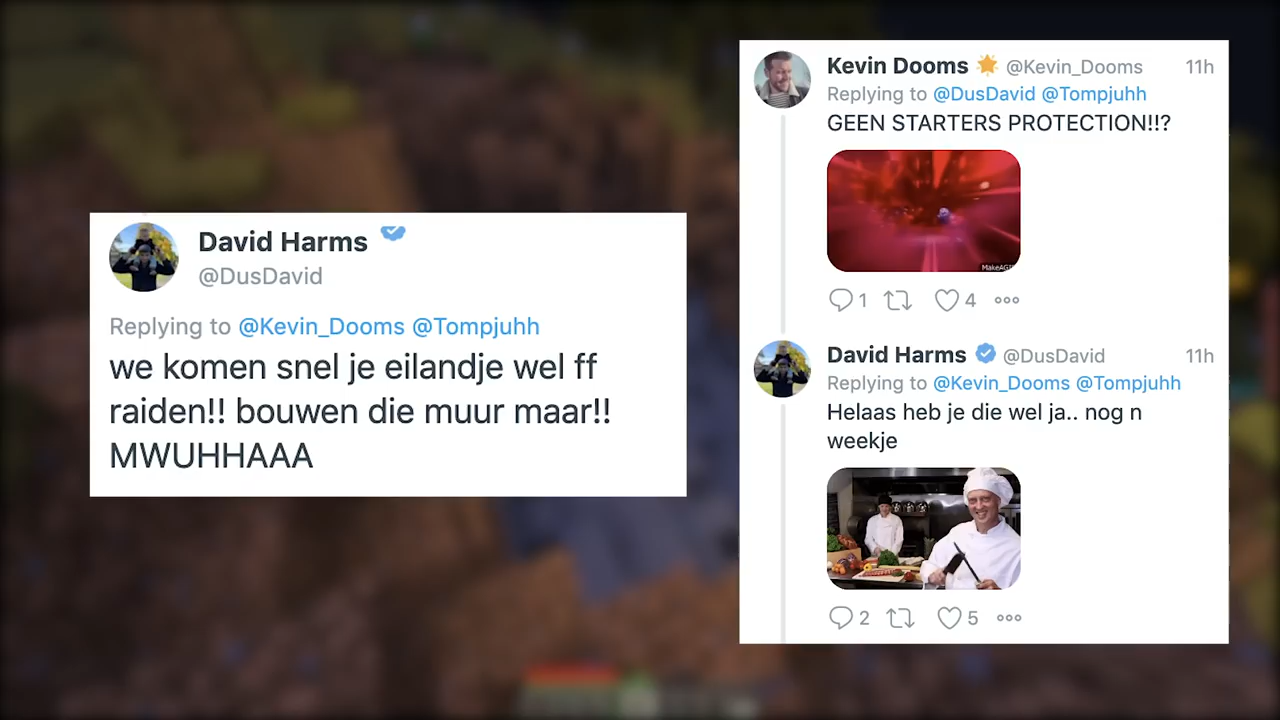 David Harms
@DusDavid
Replying to @Kevin_Dooms @Tompjuhh
we komen snel je eilandje wel ff
raiden!! bouwen die muur maar!!
MWUHHAAA
Kevin Dooms @Kevin_Dooms 11h
Replying to @DusDavid @Tompjuhh
GEEN STARTERS PROTECTION!!?
1 4
David Harms @DusDavid 11h
Replying to @Kevin_Dooms @Tompjuhh
Helaas heb je die wel ja.. nog n
weekje
2 5